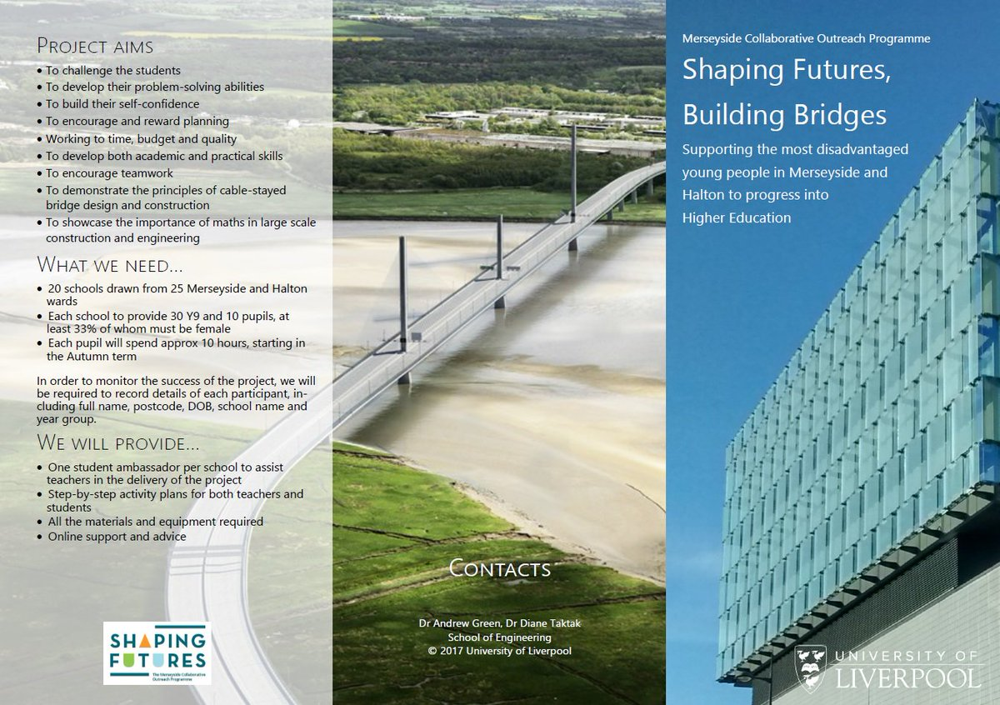 PROJECT AIMS
• To challenge the students
• To develop their problem-solving abilities
• To build their self-confidence
• To encourage and reward planning
• Working to time, budget and quality
• To develop both academic and practical skills
• To encourage teamwork
• To demonstrate the principles of cable-stayed
bridge design and construction
• To showcase the importance of maths in large scale
construction and engineering
WHAT WE NEED...
• 20 schools drawn from 25 Merseyside and Halton
wards
• Each school to provide 30 Y9 and 10 pupils, at
least 33% of whom must be female
• Each pupil will spend approx 10 hours, starting in
the Autumn term
In order to monitor the success of the project, we will
be required to record details of each participant, in-
cluding full name, postcode, DOB, school name and
year group.
WE WILL PROVIDE...
• One student ambassador per school to assist
teachers in the delivery of the project
• Step-by-step activity plans for both teachers and
students
• All the materials and equipment required
• Online support and advice
SHAPING
FUTURES
The Merseyside Collaborative
Outreach Programme
CONTACTS
Dr Andrew Green, Dr Diane Taktak
School of Engineering
© 2017 University of Liverpool
Merseyside Collaborative Outreach Programme
Shaping Futures,
Building Bridges
Supporting the most disadvantaged
young people in Merseyside and
Halton to progress into
Higher Education
UNIVERSITY OF
LIVERPOOL